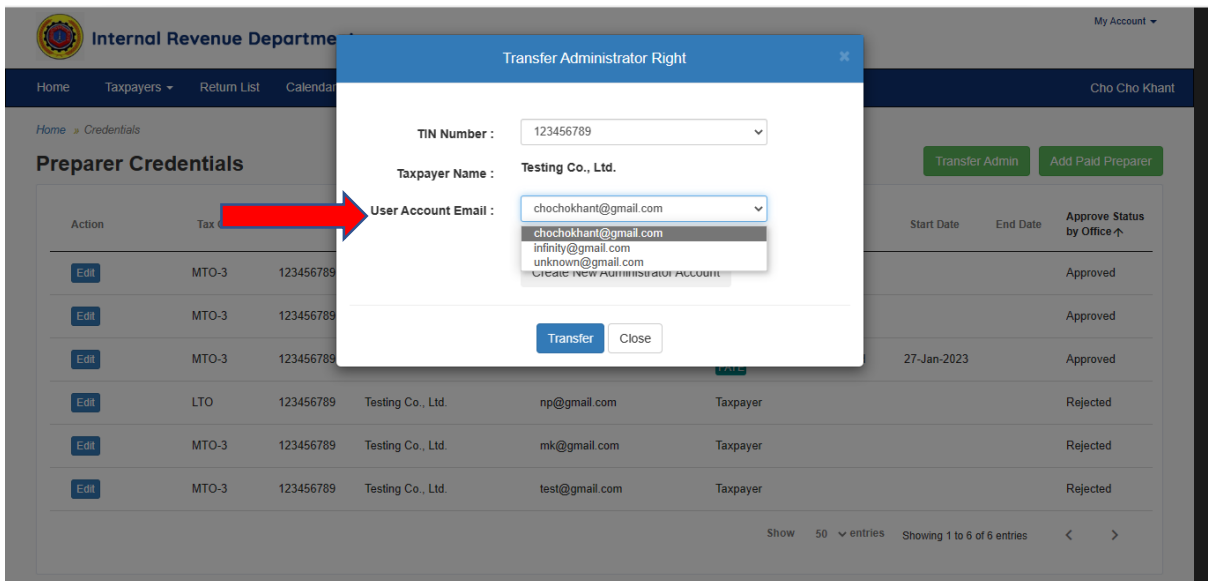 My Account
Internal Revenue Departme
Transfer Administrator Right
×
Home Taxpayers Return List Calendar Cho Cho Khant
Home » Credentials
Preparer Credentials
Transfer Admin Add Paid Preparer
TIN Number : 123456789
Taxpayer Name : Testing Co., Ltd.
User Account Email : chochokhant@gmail.com
chochokhant@gmail.com
infinity@gmail.com
unknown@gmail.com
Create New Administrator Account
Transfer Close
Action Tax Start Date End Date Approve Status
by Office ↑
Edit MTO-3 123456789 Approved
Edit MTO-3 123456789 Approved
Edit MTO-3 123456789 27-Jan-2023 Approved
Edit LTO 123456789 Testing Co., Ltd. np@gmail.com Taxpayer Rejected
Edit MTO-3 123456789 Testing Co., Ltd. mk@gmail.com Taxpayer Rejected
Edit MTO-3 123456789 Testing Co., Ltd. test@gmail.com Taxpayer Rejected
Show 50 entries Showing 1 to 6 of 6 entries < >